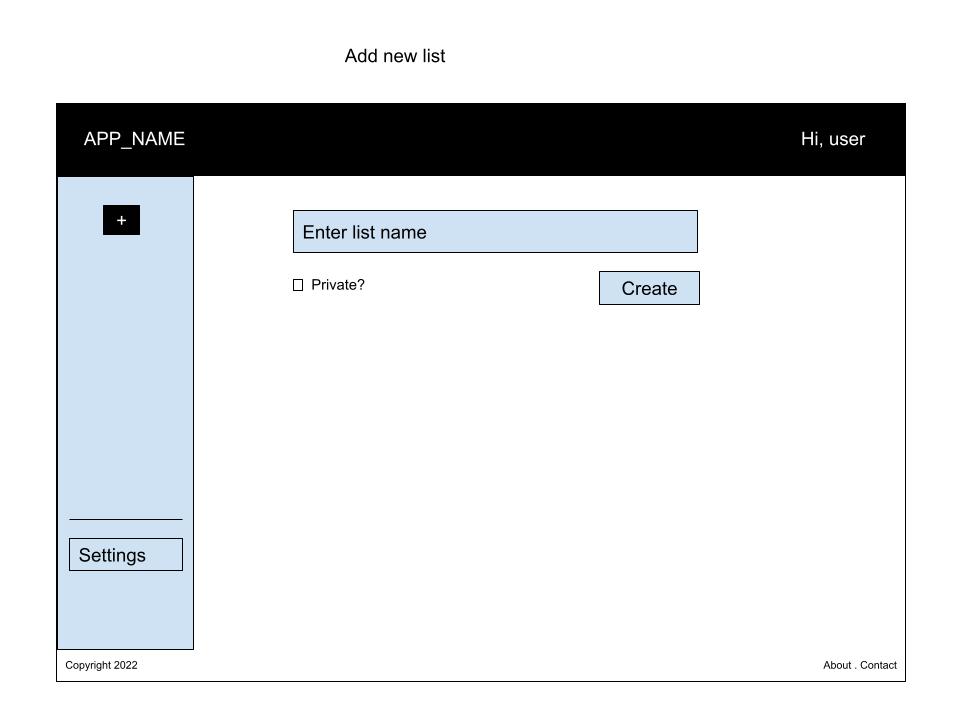 Add new list
APP_NAME
Hi, user
+
Enter list name
Private?
Create
Settings
Copyright 2022
About . Contact